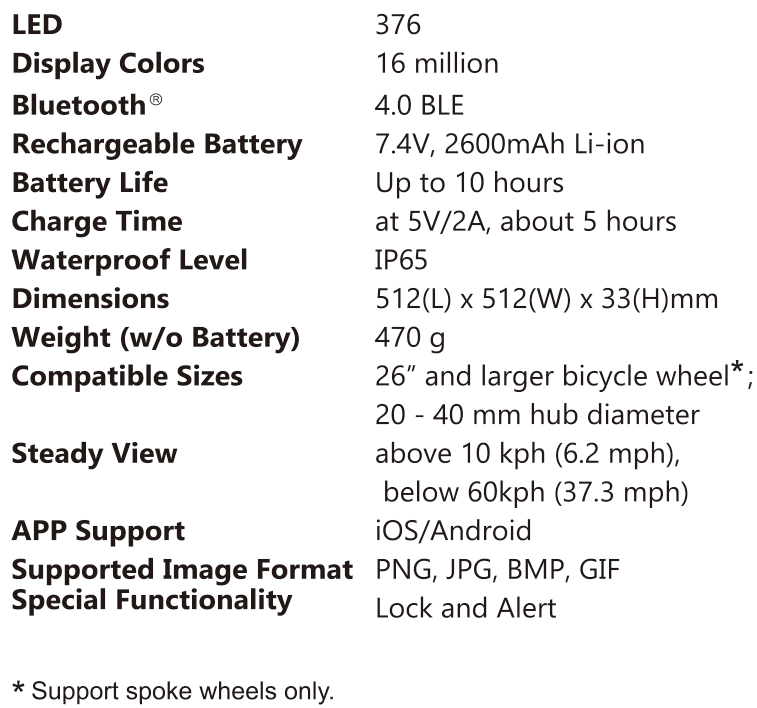 LED 376
Display Colors 16 million
Bluetooth® 4.0 BLE
Rechargeable Battery 7.4V, 2600mAh Li-ion
Battery Life Up to 10 hours
Charge Time at 5V/2A, about 5 hours
Waterproof Level IP65
Dimensions 512(L) x 512(W) x 33(H)mm
Weight (w/o Battery) 470 g
Compatible Sizes 26” and larger bicycle wheel*;
20 - 40 mm hub diameter
Steady View above 10 kph (6.2 mph),
below 60kph (37.3 mph)
APP Support iOS/Android
Supported Image Format PNG, JPG, BMP, GIF
Special Functionality Lock and Alert
* Support spoke wheels only.